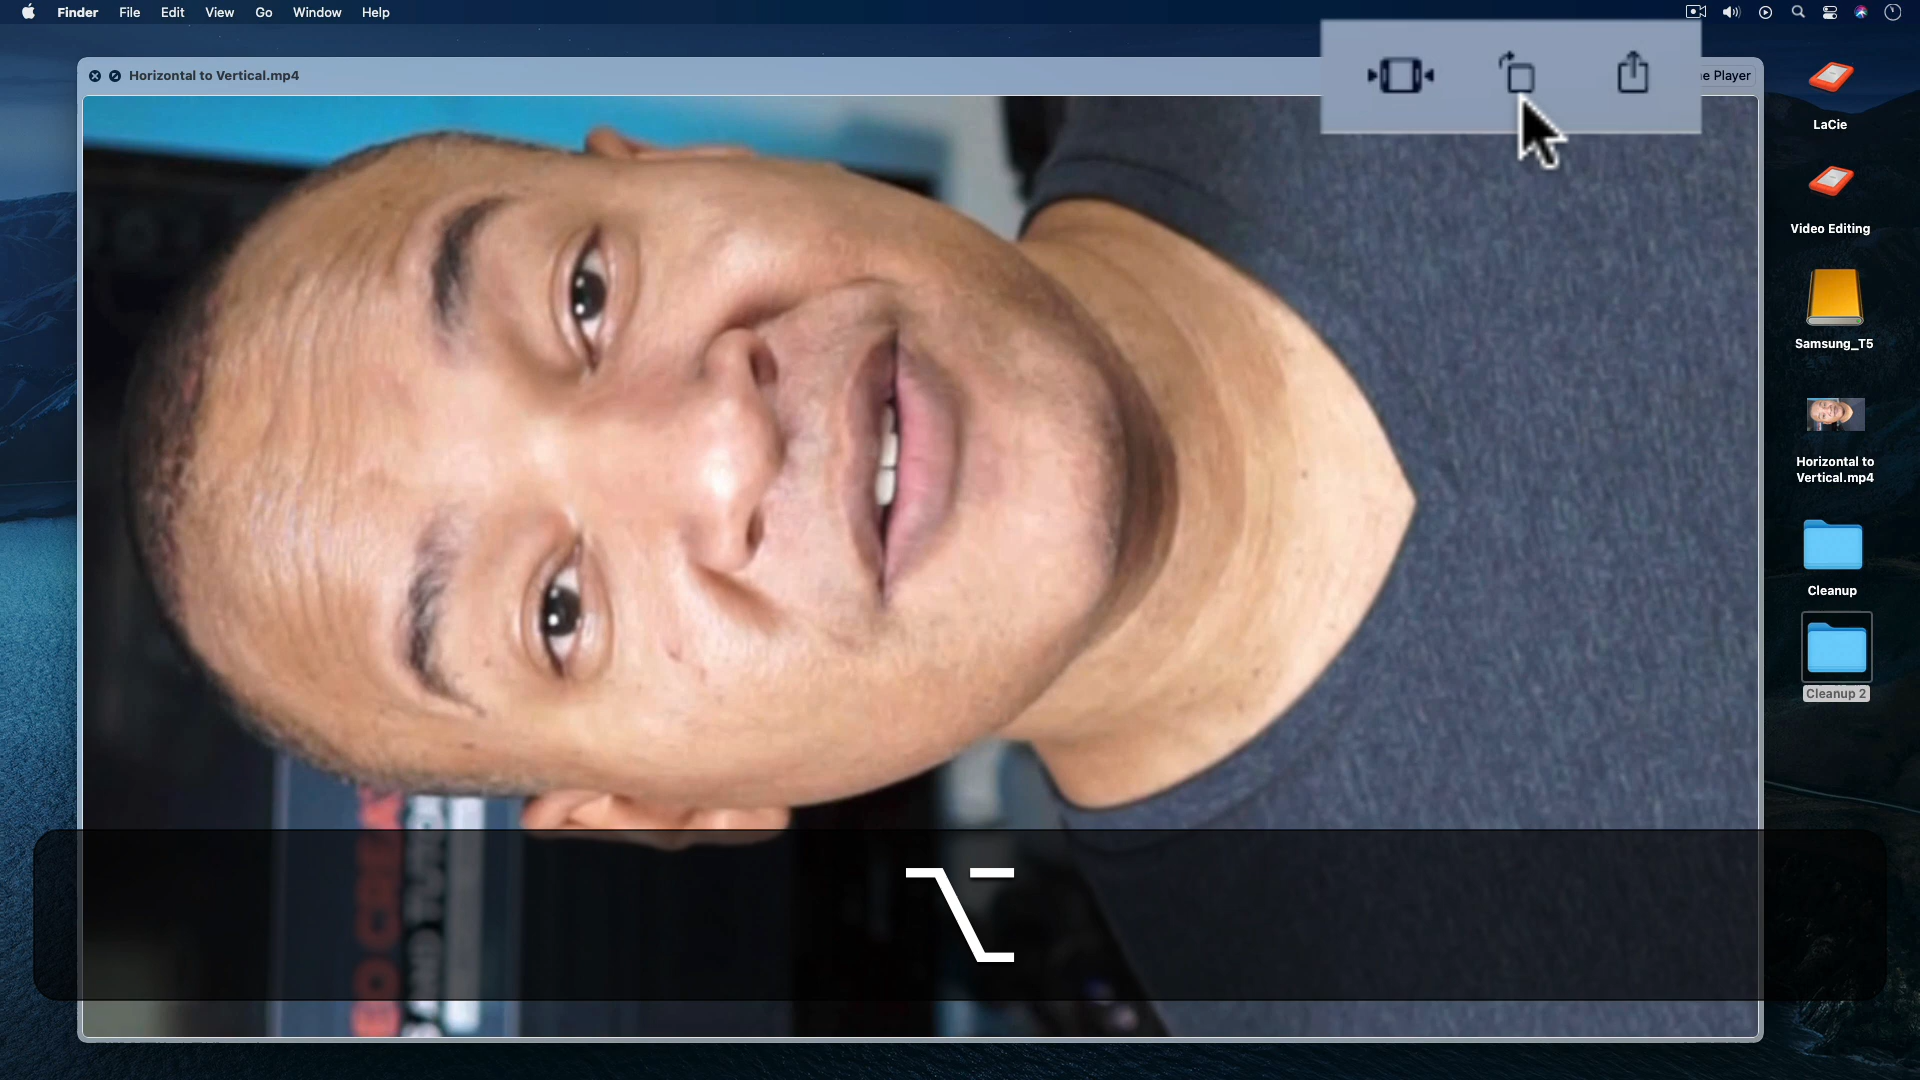 Finder File Edit View Go Window Help
Horizontal to Vertical.mp4
e Player
LaCie
Video Editing
Samsung_T5
Horizontal to
Vertical.mp4
Cleanup
Cleanup 2